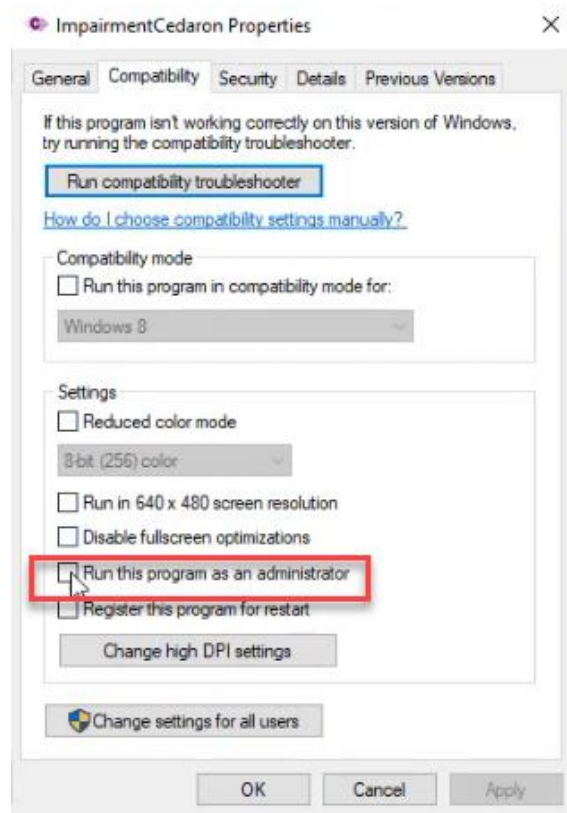 ImpairmentCedaron Properties
General Compatibility Security Details Previous Versions
If this program isn't working correctly on this version of Windows,
try running the compatibility troubleshooter.
Run compatibility troubleshooter
How do I choose compatibility settings manually?
Compatibility mode
Run this program in compatibility mode for:
Windows 8
Settings
Reduced color mode
8-bit (256) color
Run in 640 x 480 screen resolution
Disable fullscreen optimizations
Run this program as an administrator
Register this program for restart
Change high DPI settings
Change settings for all users
OK Cancel Apply